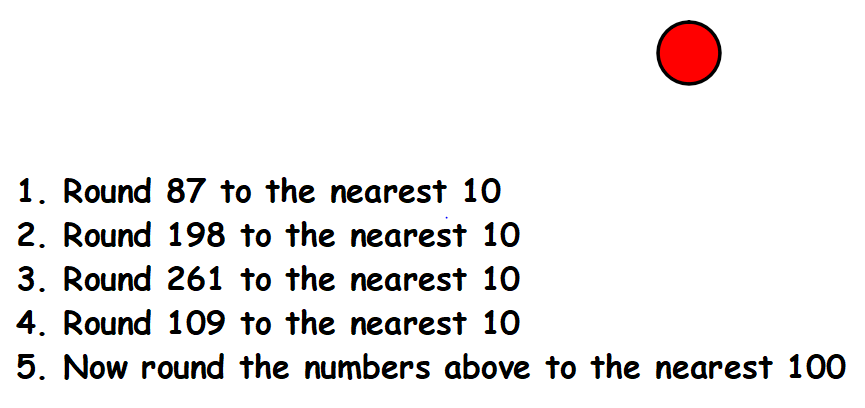 1. Round 87 to the nearest 10
2. Round 198 to the nearest 10
3. Round 261 to the nearest 10
4. Round 109 to the nearest 10
5. Now round the numbers above to the nearest 100